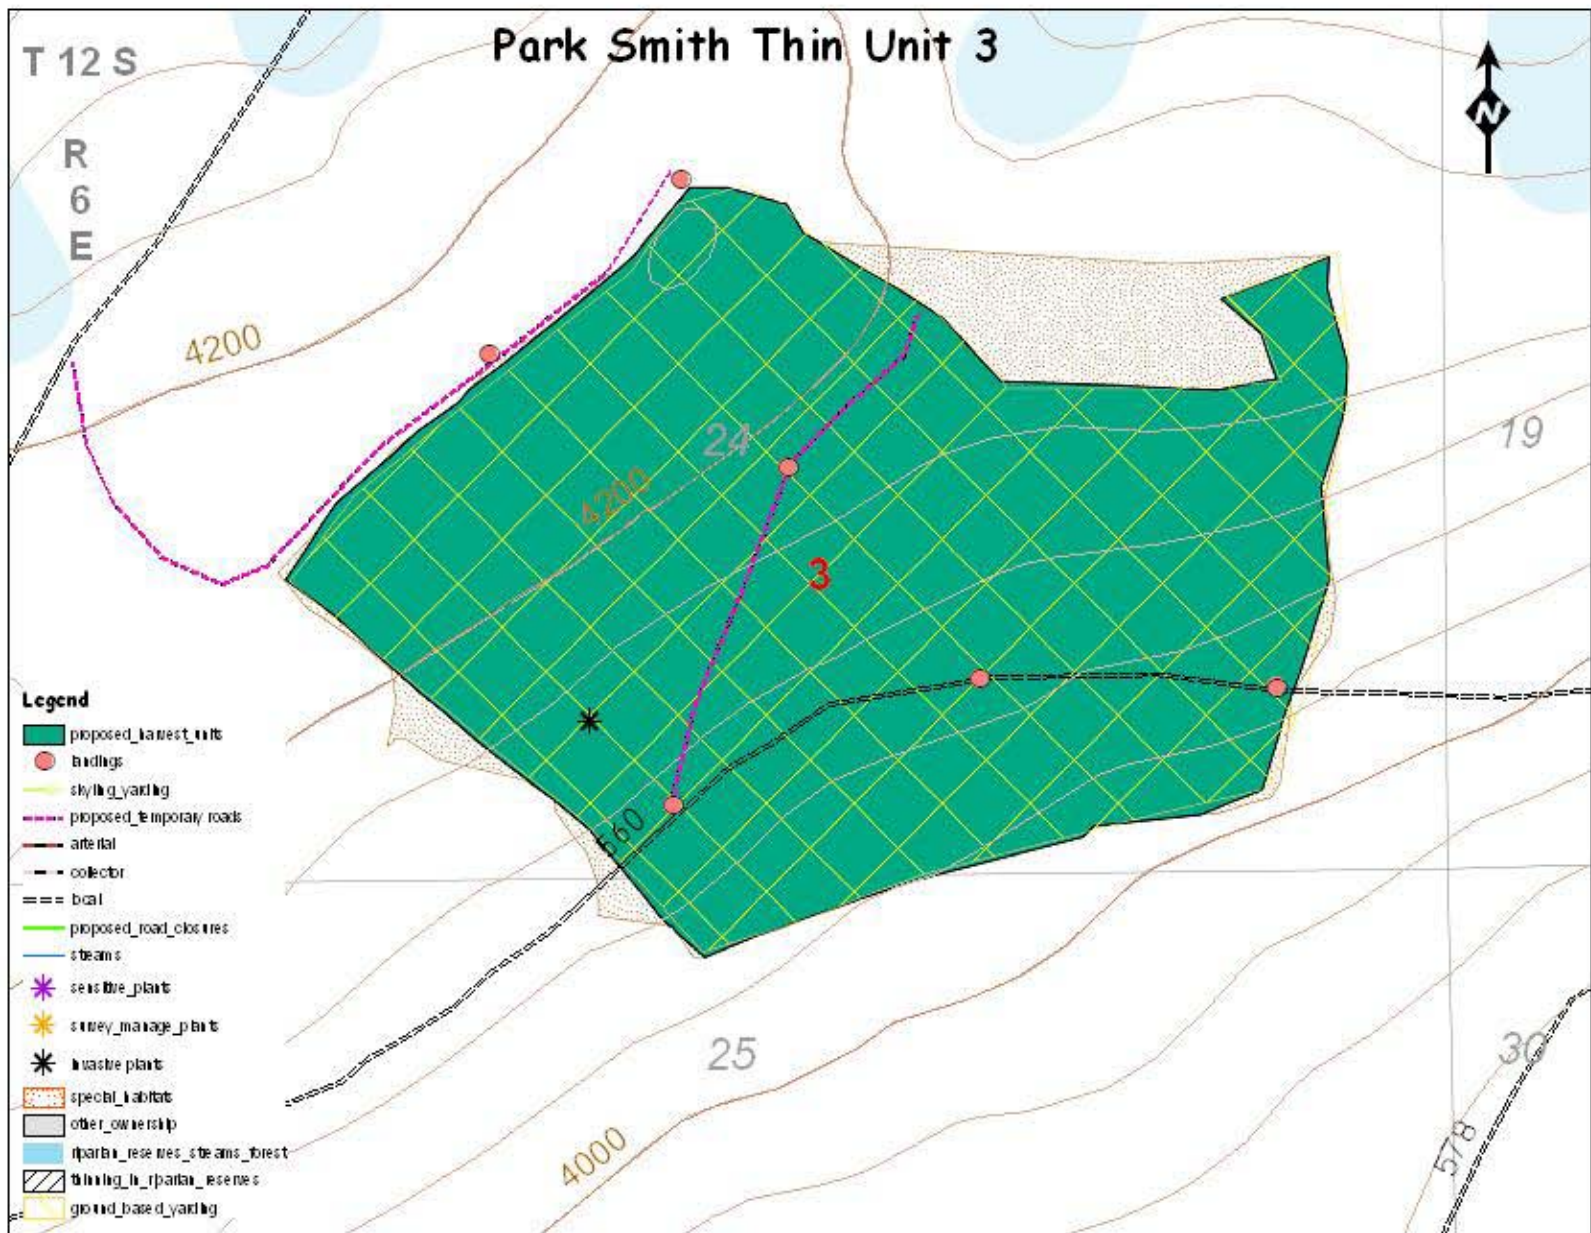 Park Smith Thin Unit 3
T 12 S
R
6
E
N
4200
24
19
4200
3
560
25
30
4000
578
Legend
proposed_harvest_units
landings
skyling_yarding
proposed_temporary roads
arterial
collector
local
proposed_road_closures
streams
sensitive_plants
survey_manage_plants
invasive plants
special_habitats
other_ownership
riparian_reserves_streams_forest
thinning_in_riparian_reserves
ground_based_yarding